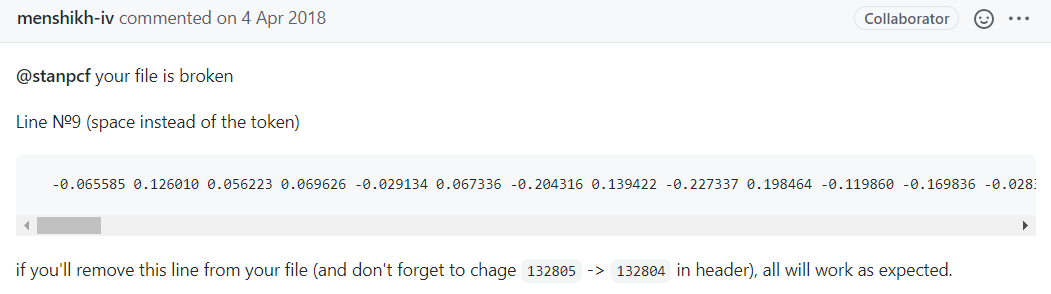 menshikh-iv commented on 4 Apr 2018 Collaborator
@stanpcf your file is broken
Line №9 (space instead of the token)
-0.065585 0.126010 0.056223 0.069626 -0.029134 0.067336 -0.204316 0.139422 -0.227337 0.198464 -0.119860 -0.169836 -0.028
if you'll remove this line from your file (and don't forget to chage 132805 -> 132804 in header), all will work as expected.